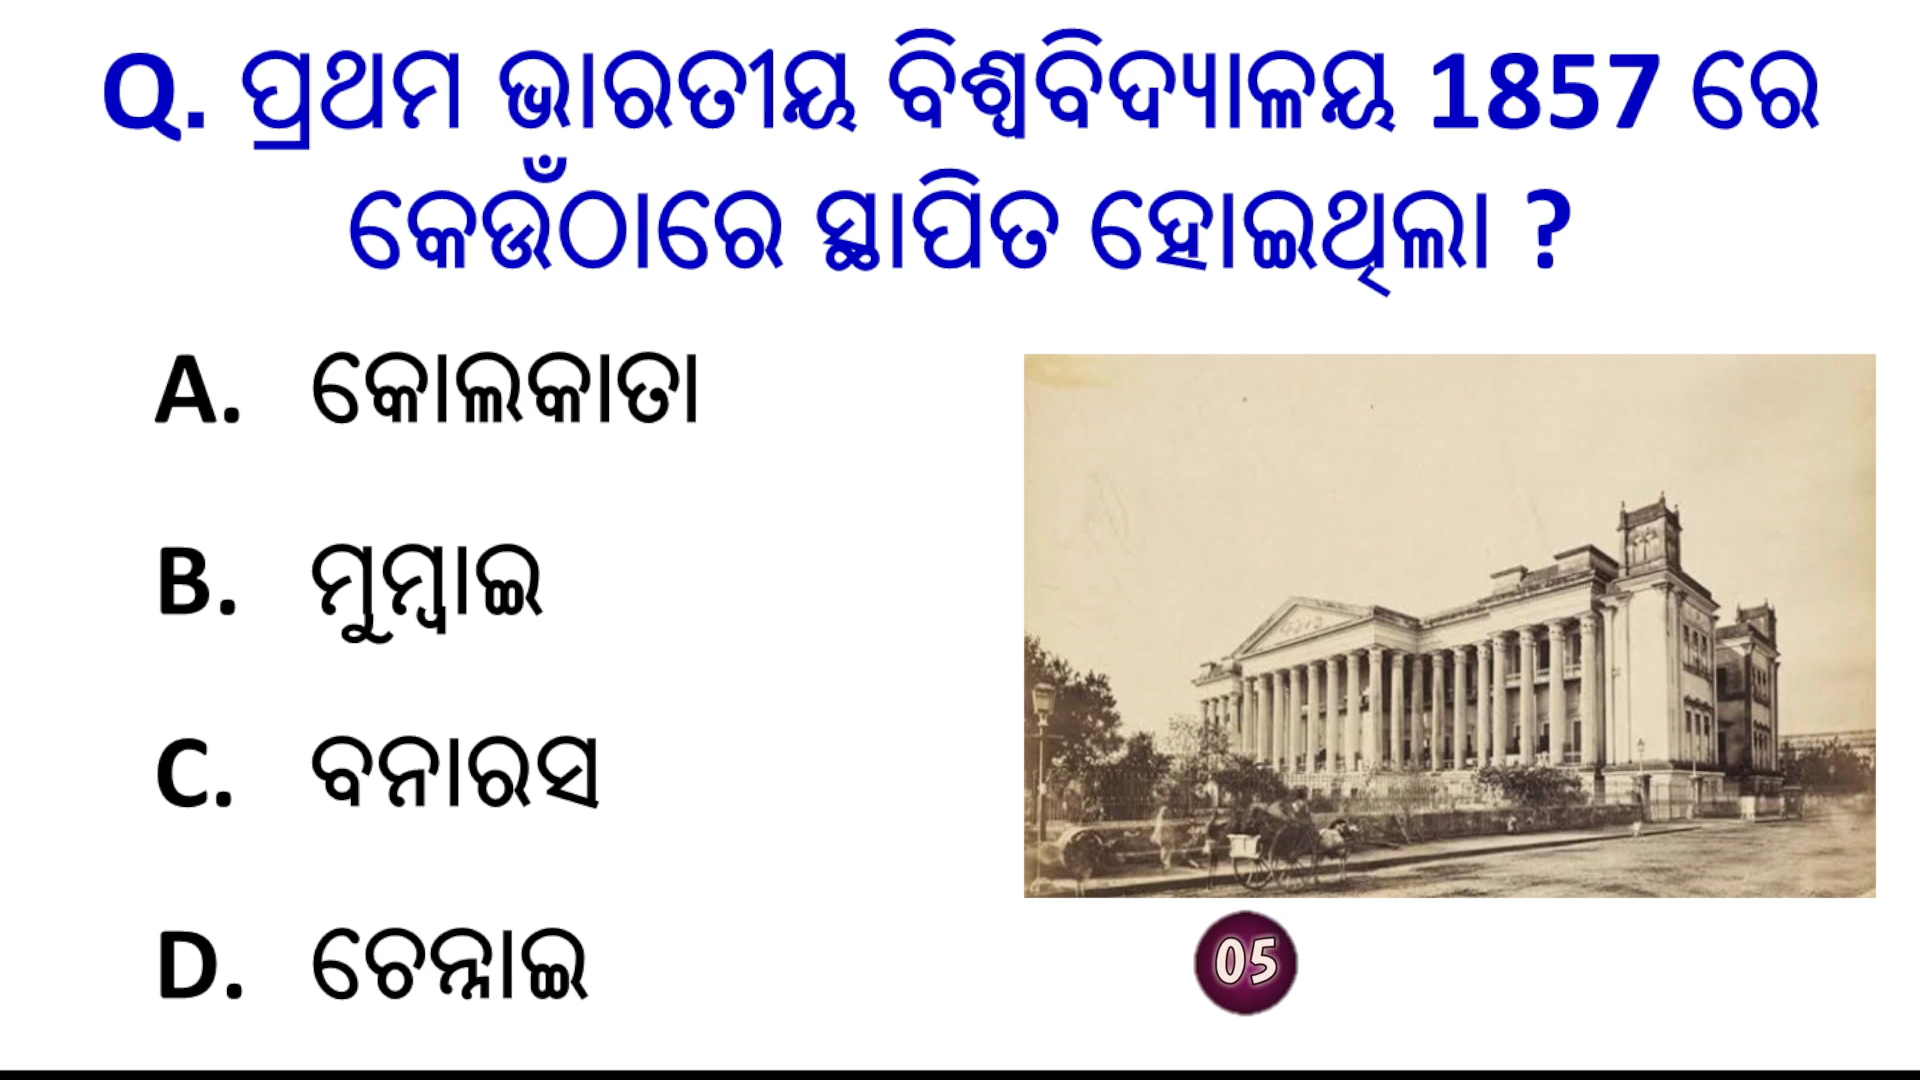 Q. ପ୍ରଥମ ଭାରତୀୟ ବିଶ୍ୱବିଦ୍ୟାଳୟ 1857 ରେ
କେଉଁଠାରେ ସ୍ଥାପିତ ହୋଇଥିଲା ?
A. କୋଲକାତା
B. ମୁମ୍ବାଇ
C. ବନାରସ
D. ଚେନ୍ନାଇ
05